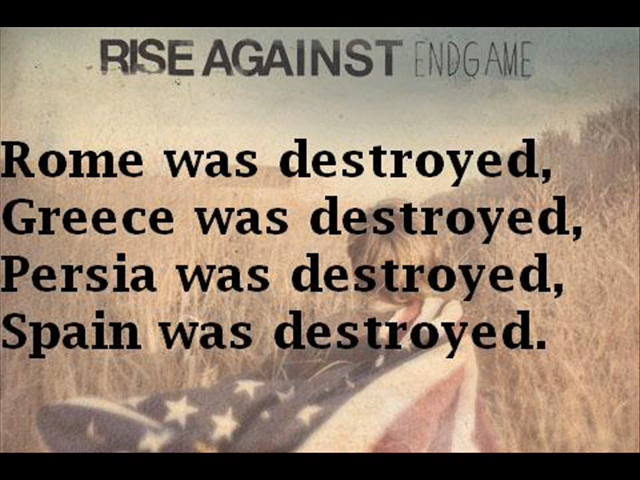 RISE AGAINST ENDGAME
Rome was destroyed,
Greece was destroyed,
Persia was destroyed,
Spain was destroyed.